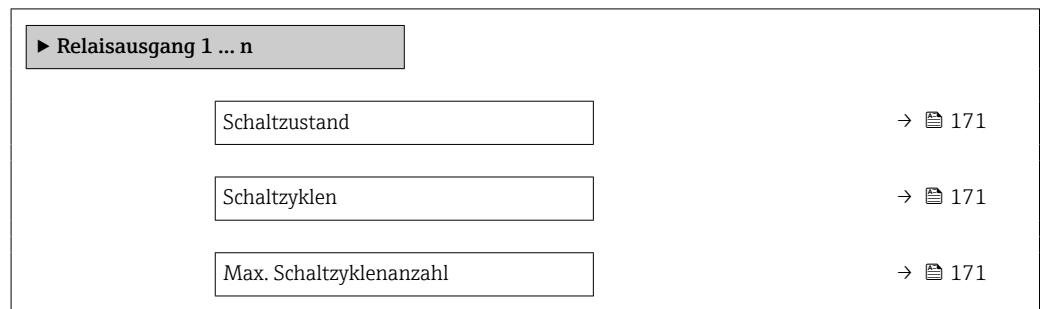 ▶ Relaisausgang 1 … n
Schaltzustand → 171
Schaltzyklen → 171
Max. Schaltzyklenanzahl → 171